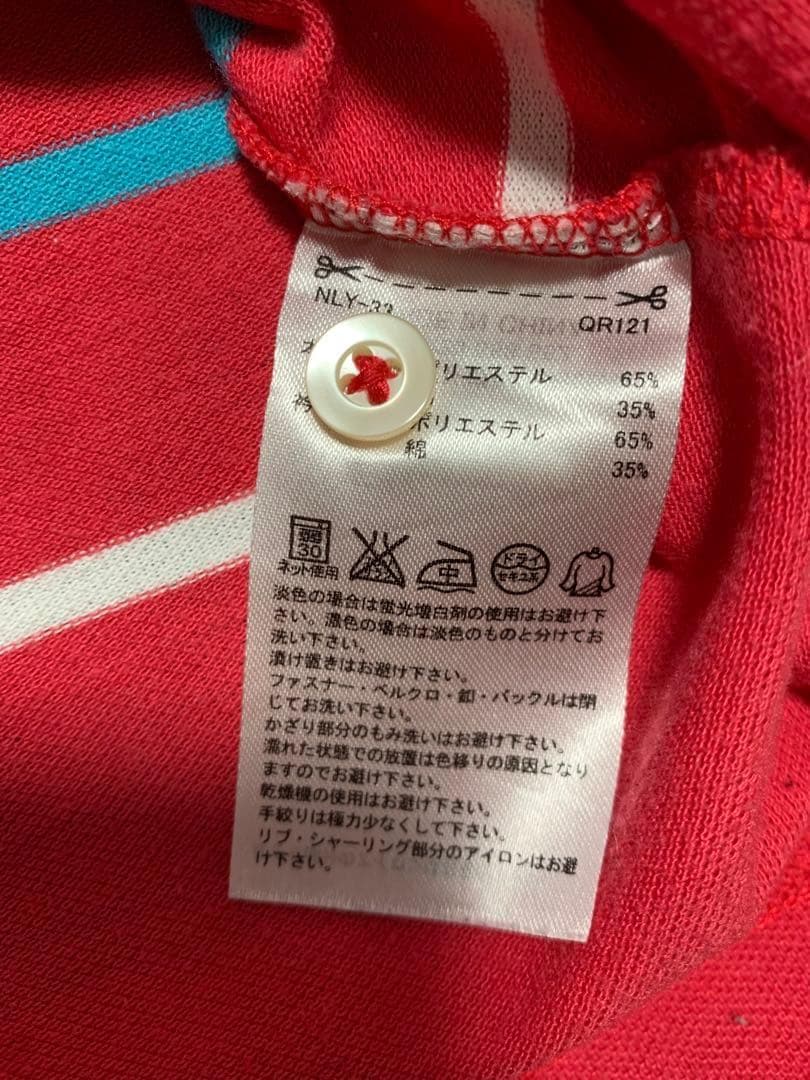 NLY-32 QR121
ポリエステル 65%
35%
ポリエステル 65%
綿 35%
弱 30 中 ドライ セキユ系
ネット使用
淡色の場合は蛍光増白剤の使用はお避け下
さい。濃色の場合は淡色のものと分けてお
洗い下さい。
漬け置きはお避け下さい。
ファスナー・ベルクロ・釦・バックルは閉
じてお洗い下さい。
かざり部分のもみ洗いはお避け下さい。
濡れた状態での放置は色移りの原因となり
ますのでお避け下さい。
乾燥機の使用はお避け下さい。
手絞りは極力少なくして下さい。
リブ・シャーリング部分のアイロンはお避
け下さい。